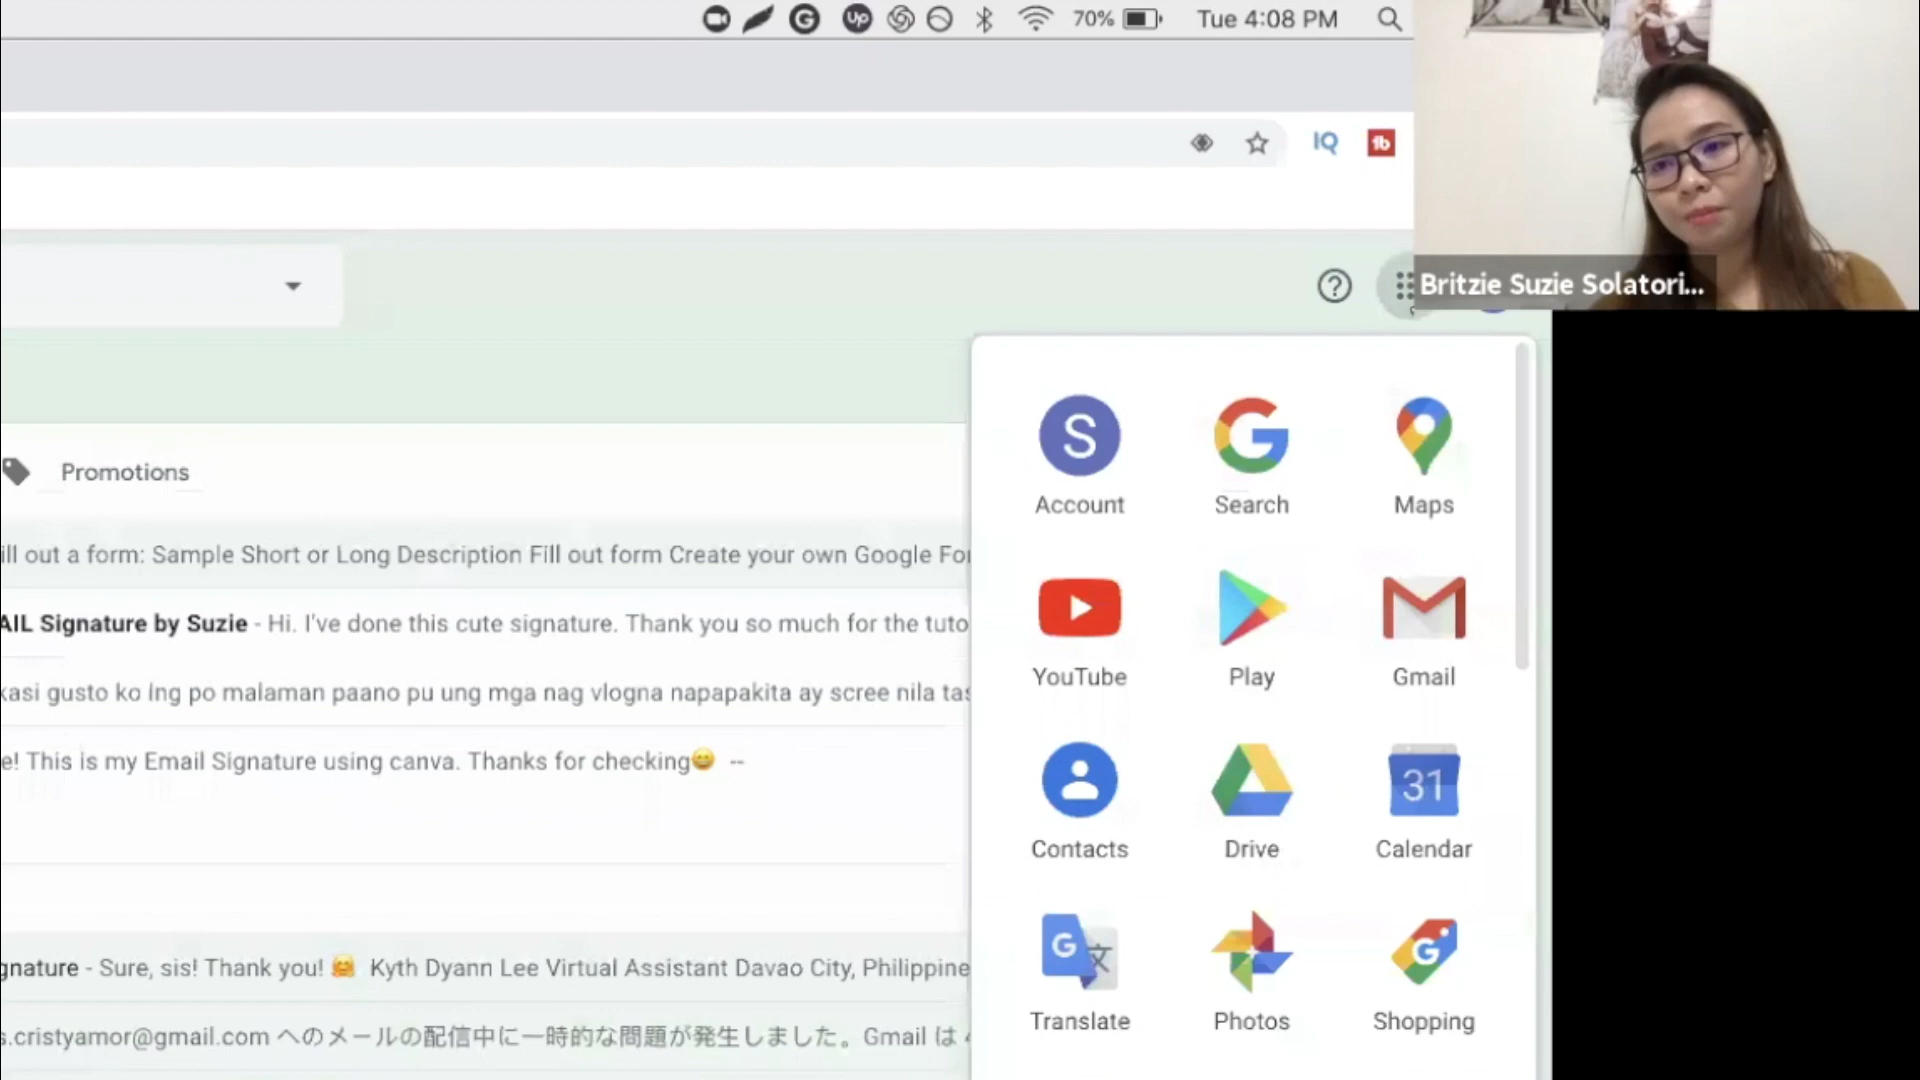 Up 70% Tue 4:08 PM
IQ
Britzie Suzie Solatori...
Promotions
S
Account Search Maps
ill out a form: Sample Short or Long Description Fill out form Create your own Google For
AIL Signature by Suzie - Hi. I've done this cute signature. Thank you so much for the tuto
YouTube Play Gmail
kasi gusto ko lng po malaman paano pu ung mga nag vlogna napapakita ay scree nila tas
e! This is my Email Signature using canva. Thanks for checking😀 --
31
Contacts Drive Calendar
G 文 G
gnature - Sure, sis! Thank you! 🤗 Kyth Dyann Lee Virtual Assistant Davao City, Philippine
Translate Photos Shopping
s.cristyamor@gmail.com へのメールの配信中に一時的な問題が発生しました。Gmail は 4